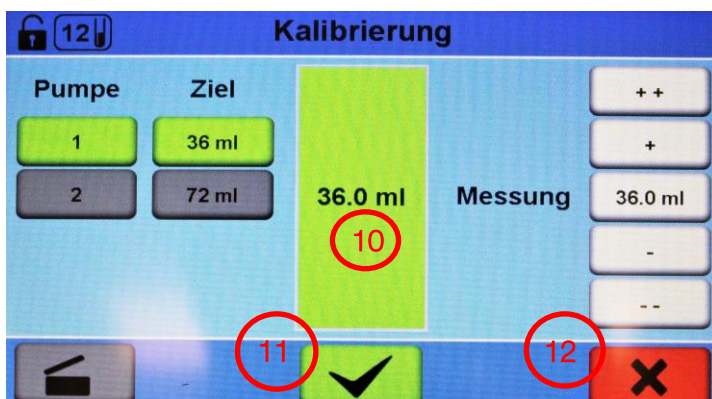 12
Kalibrierung
Pumpe Ziel
1 36 ml
2 72 ml
36.0 ml
10
Messung
+ +
+
36.0 ml
-
- -
11
12